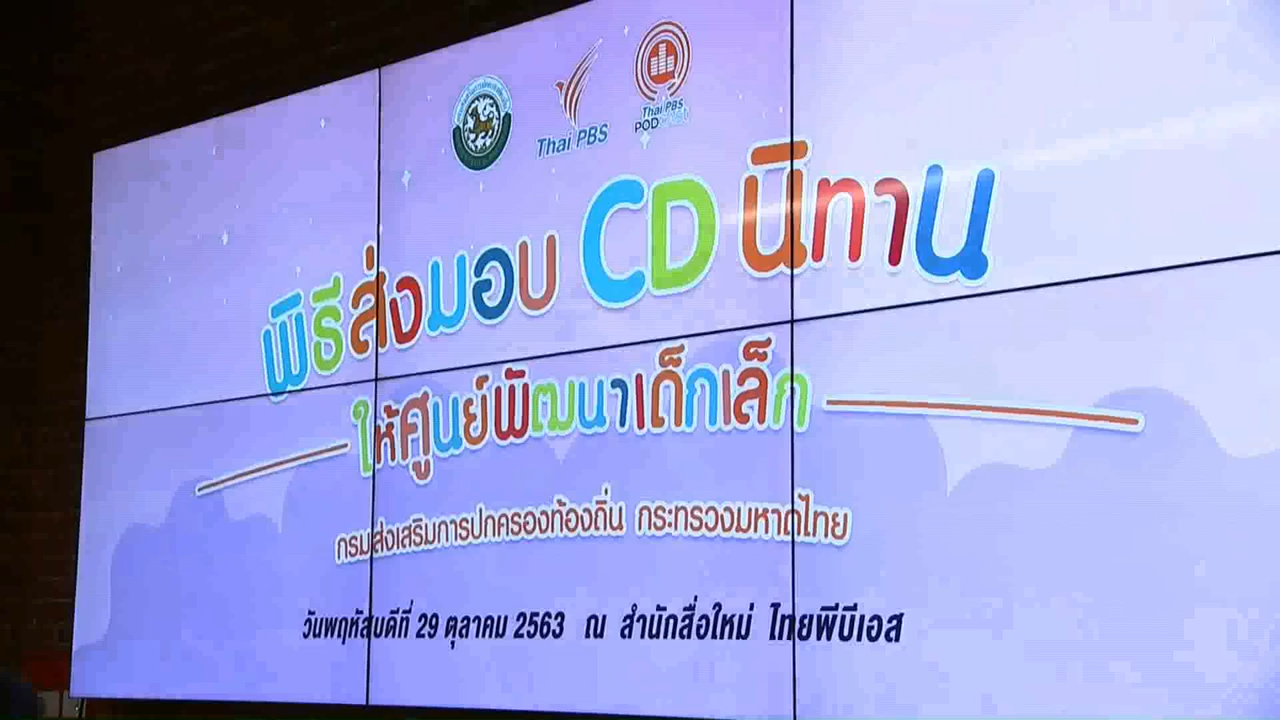 Thai PBS
Thai PBS
PODCAST
พิธีส่งมอบ CD นิทาน
ให้ศูนย์พัฒนาเด็กเล็ก
กรมส่งเสริมการปกครองท้องถิ่น กระทรวงมหาดไทย
วันพฤหัสบดีที่ 29 ตุลาคม 2563 ณ สำนักสื่อใหม่ ไทยพีบีเอส